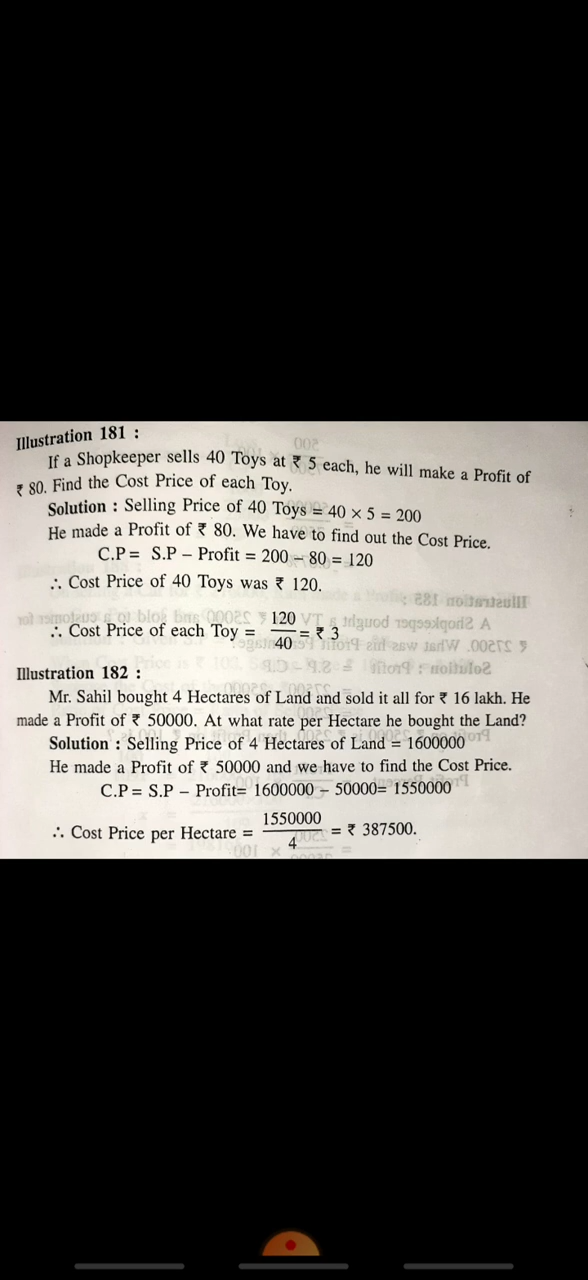 Illustration 181 :
If a Shopkeeper sells 40 Toys at ₹ 5 each, he will make a Profit of
₹ 80. Find the Cost Price of each Toy.
Solution : Selling Price of 40 Toys = 40 × 5 = 200
He made a Profit of ₹ 80. We have to find out the Cost Price.
C.P = S.P – Profit = 200 – 80 = 120
∴ Cost Price of 40 Toys was ₹ 120.
∴ Cost Price of each Toy = 120/40 = ₹ 3
Illustration 182 :
Mr. Sahil bought 4 Hectares of Land and sold it all for ₹ 16 lakh. He
made a Profit of ₹ 50000. At what rate per Hectare he bought the Land?
Solution : Selling Price of 4 Hectares of Land = 1600000
He made a Profit of ₹ 50000 and we have to find the Cost Price.
C.P = S.P – Profit= 1600000 – 50000= 1550000
∴ Cost Price per Hectare = 1550000/4 = ₹ 387500.